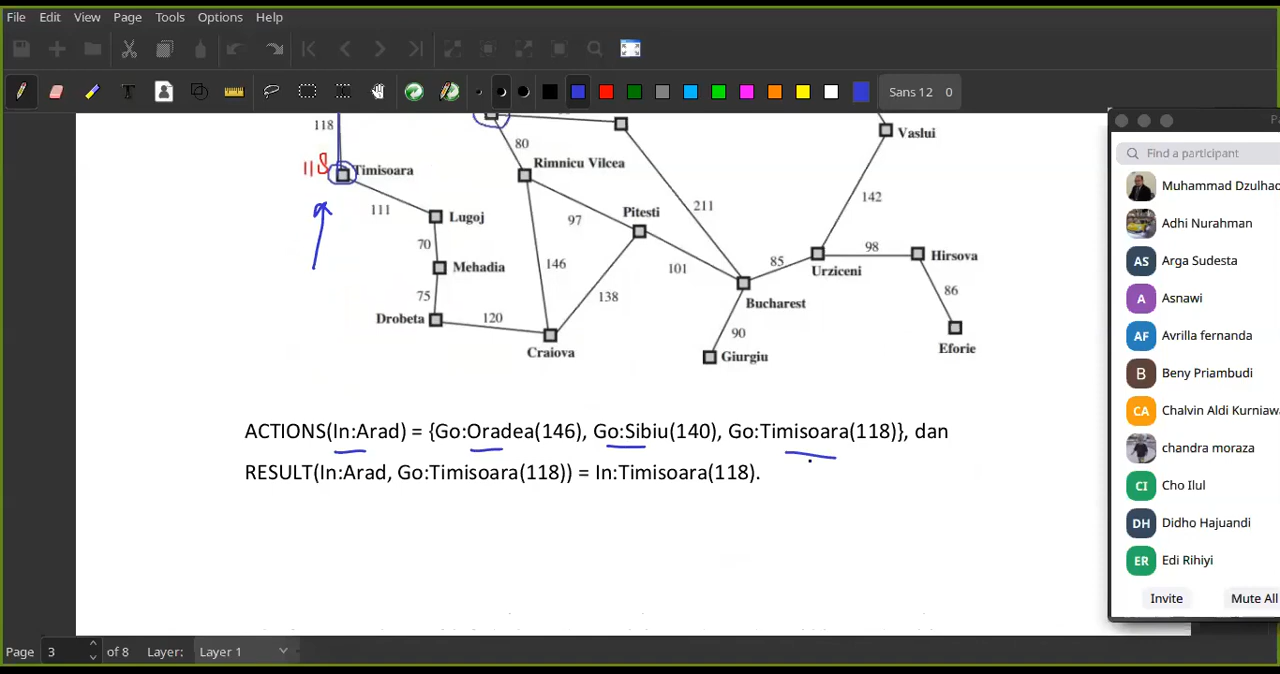 File Edit View Page Tools Options Help
Sans 12 0
118
80
Rimnicu Vilcea
Vaslui
118
Timisoara
111
Lugoj
97
Pitesti
211
142
70
Mehadia
146
101
85
98
Hirsova
Urziceni
75
138
86
Drobeta
120
Bucharest
Craiova
90
Giurgiu
Eforie
ACTIONS(In:Arad) = {Go:Oradea(146), Go:Sibiu(140), Go:Timisoara(118)}, dan
RESULT(In:Arad, Go:Timisoara(118)) = In:Timisoara(118).
Find a participant
Muhammad Dzulhad
Adhi Nurahman
AS Arga Sudesta
A Asnawi
AF Avrilla fernanda
B Beny Priambudi
CA Chalvin Aldi Kurniaw
chandra moraza
CI Cho Ilul
DH Didho Hajuandi
ER Edi Rihiyi
Invite Mute All
Page 3 of 8 Layer: Layer 1